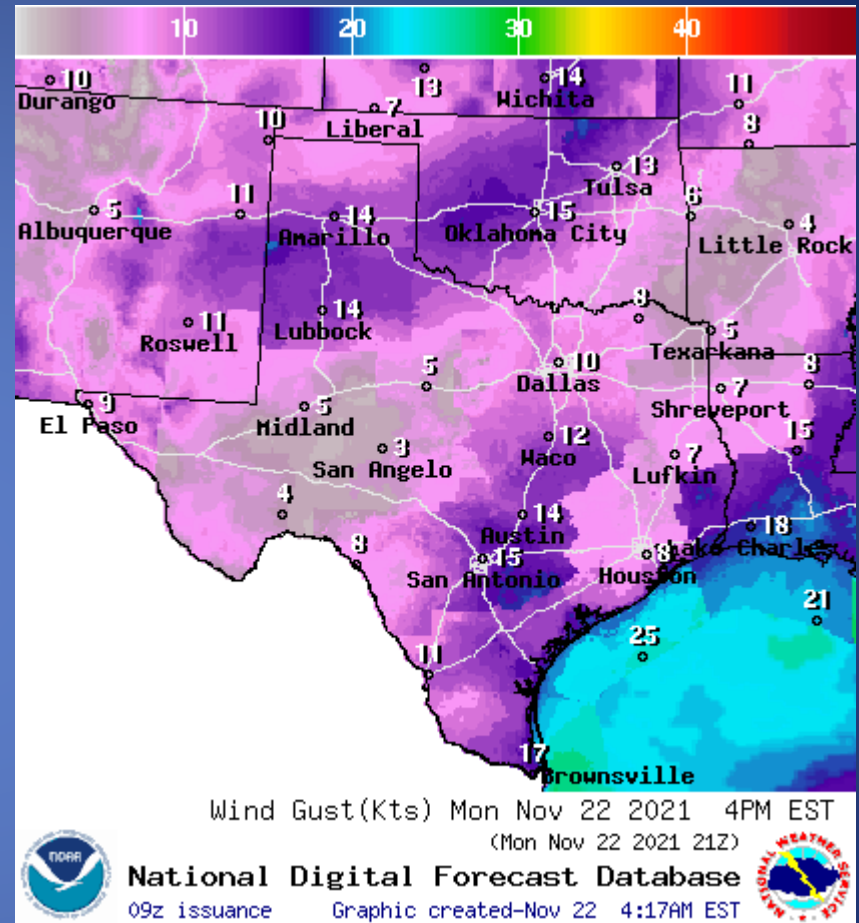 10 20 30 40
10 13 14 11
Durango Wichita
7
Liberal
10 8
13
Tulsa
5 11 14 15 6 4
Albuquerque Amarillo Oklahoma City Little Rock
11 14 8
Roswell Lubbock
5
Texarkana
10
Dallas
5 7 8
Shreveport
9 5
El Paso Midland
12 15
Waco
3 7
San Angelo Lufkin
4 14 18
Austin
Lake Charl
15 8
San Antonio Houston
8
21
25
11
17
Brownsville
Wind Gust(Kts) Mon Nov 22 2021 4PM EST
(Mon Nov 22 2021 21Z)
NOAA
NATIONAL WEATHER SERVICE
National Digital Forecast Database
09z issuance Graphic created-Nov 22 4:17AM EST